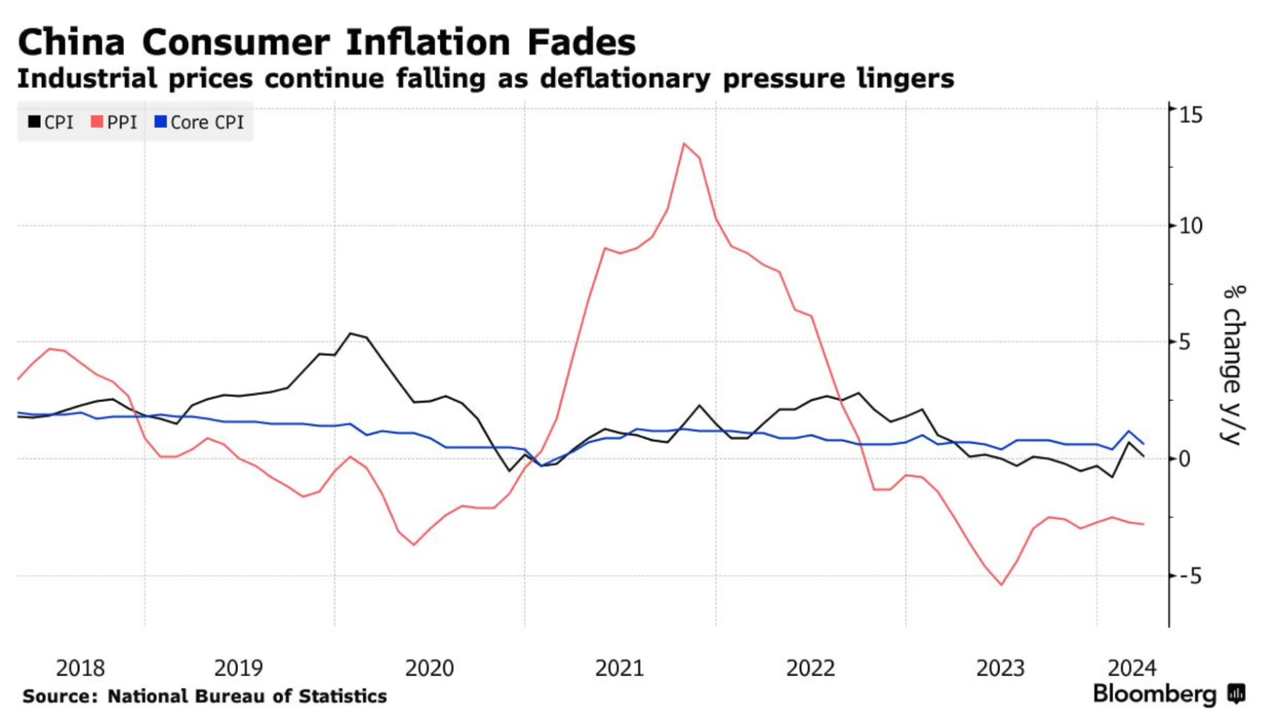 China Consumer Inflation Fades
Industrial prices continue falling as deflationary pressure lingers
CPI PPI Core CPI
15
10
5
0
-5
% change y/y
2018 2019 2020 2021 2022 2023 2024
Source: National Bureau of Statistics
Bloomberg